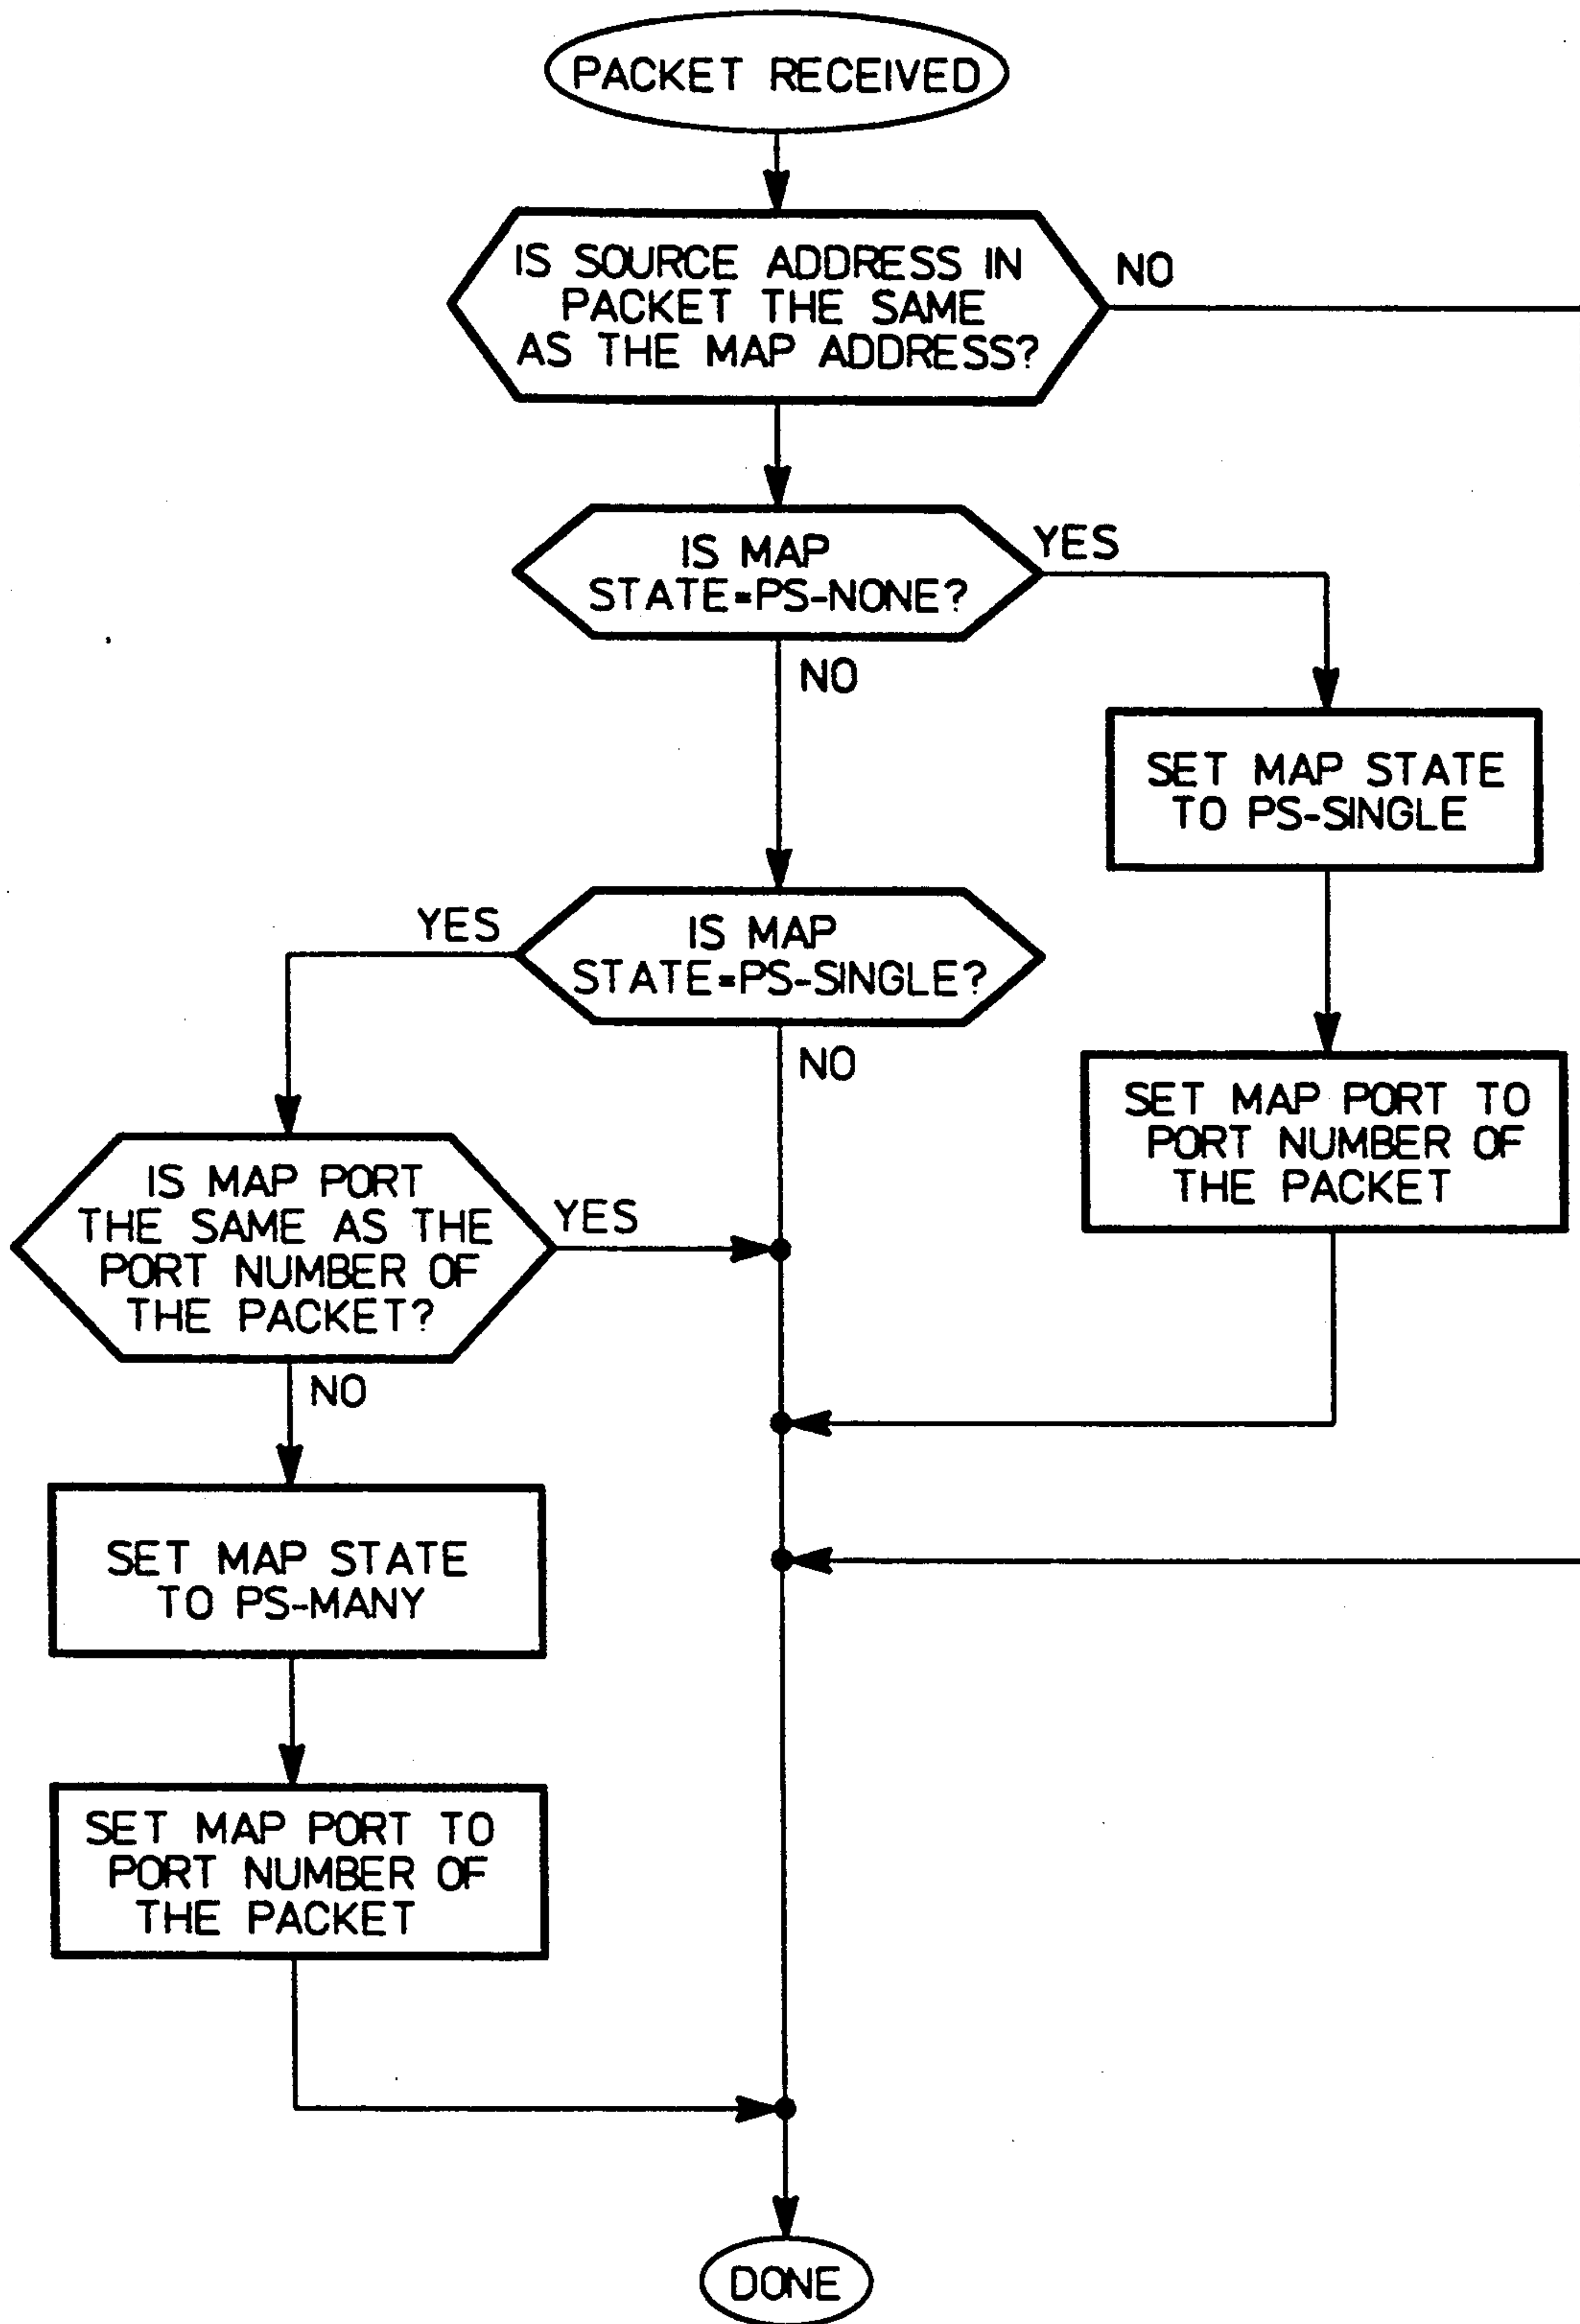 PACKET RECEIVED
IS SOURCE ADDRESS IN
PACKET THE SAME
AS THE MAP ADDRESS?
NO
IS MAP
STATE=PS-NONE?
YES
NO
SET MAP STATE
TO PS-SINGLE
YES
IS MAP
STATE=PS-SINGLE?
NO
SET MAP PORT TO
PORT NUMBER OF
THE PACKET
IS MAP PORT
THE SAME AS THE
PORT NUMBER OF
THE PACKET?
YES
NO
SET MAP STATE
TO PS-MANY
SET MAP PORT TO
PORT NUMBER OF
THE PACKET
DONE